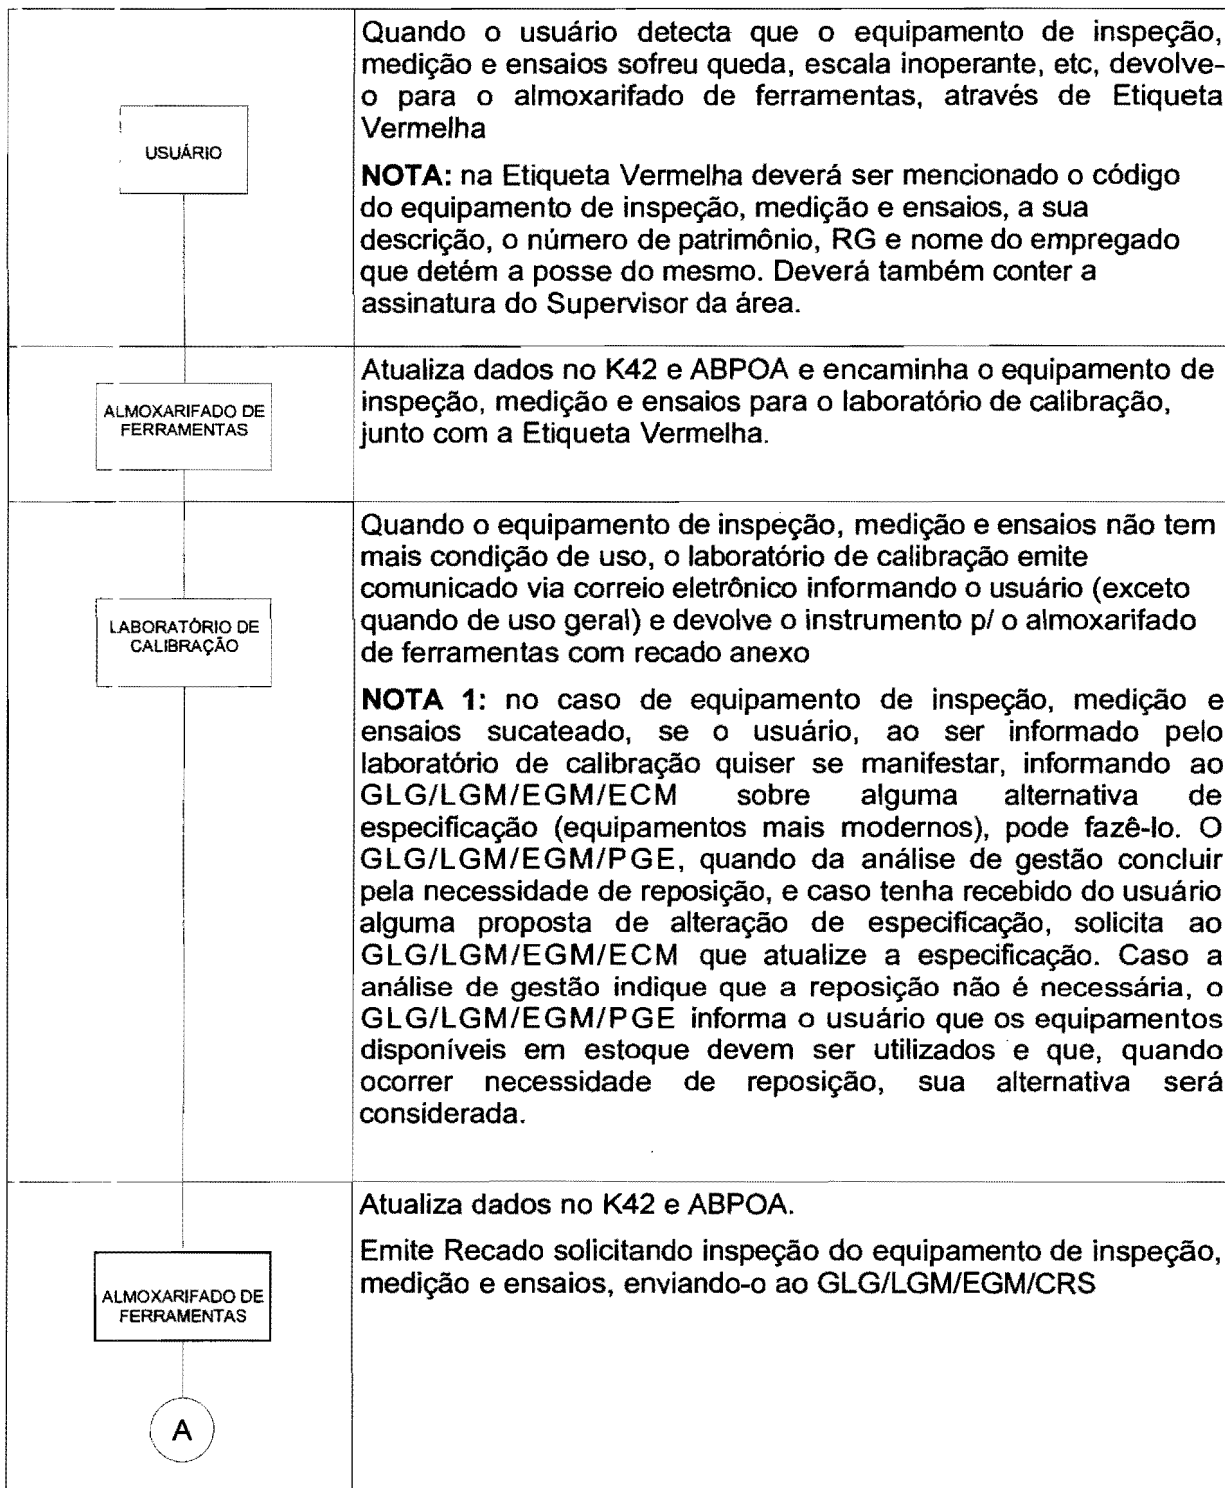 USUÁRIO
Quando o usuário detecta que o equipamento de inspeção,
medição e ensaios sofreu queda, escala inoperante, etc, devolve-
o para o almoxarifado de ferramentas, através de Etiqueta
Vermelha
NOTA: na Etiqueta Vermelha deverá ser mencionado o código
do equipamento de inspeção, medição e ensaios, a sua
descrição, o número de patrimônio, RG e nome do empregado
que detém a posse do mesmo. Deverá também conter a
assinatura do Supervisor da área.
ALMOXARIFADO DE
FERRAMENTAS
Atualiza dados no K42 e ABPOA e encaminha o equipamento de
inspeção, medição e ensaios para o laboratório de calibração,
junto com a Etiqueta Vermelha.
LABORATÓRIO DE
CALIBRAÇÃO
Quando o equipamento de inspeção, medição e ensaios não tem
mais condição de uso, o laboratório de calibração emite
comunicado via correio eletrônico informando o usuário (exceto
quando de uso geral) e devolve o instrumento p/ o almoxarifado
de ferramentas com recado anexo
NOTA 1: no caso de equipamento de inspeção, medição e
ensaios sucateado, se o usuário, ao ser informado pelo
laboratório de calibração quiser se manifestar, informando ao
GLG/LGM/EGM/ECM sobre alguma alternativa de
especificação (equipamentos mais modernos), pode fazê-lo. O
GLG/LGM/EGM/PGE, quando da análise de gestão concluir
pela necessidade de reposição, e caso tenha recebido do usuário
alguma proposta de alteração de especificação, solicita ao
GLG/LGM/EGM/ECM que atualize a especificação. Caso a
análise de gestão indique que a reposição não é necessária, o
GLG/LGM/EGM/PGE informa o usuário que os equipamentos
disponíveis em estoque devem ser utilizados e que, quando
ocorrer necessidade de reposição, sua alternativa será
considerada.
ALMOXARIFADO DE
FERRAMENTAS
Atualiza dados no K42 e ABPOA.
Emite Recado solicitando inspeção do equipamento de inspeção,
medição e ensaios, enviando-o ao GLG/LGM/EGM/CRS
A